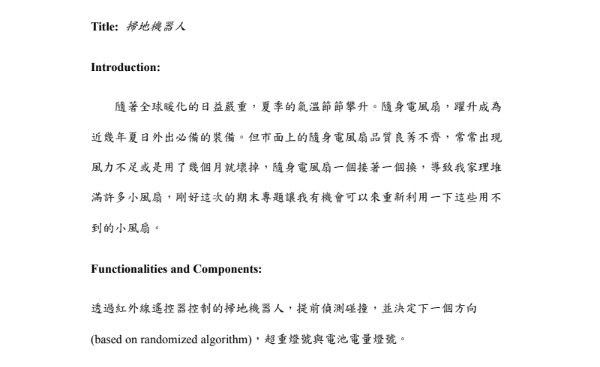 Title: 掃地機器人
Introduction:
隨著全球暖化的日益嚴重，夏季的氣溫節節攀升。隨身電風扇，躍升成為
近幾年夏日外出必備的裝備。但市面上的隨身電風扇品質良莠不齊，常常出現
風力不足或是用了幾個月就壞掉，隨身電風扇一個接著一個換，導致我家理堆
滿許多小風扇，剛好這次的期末專題讓我有機會可以來重新利用一下這些用不
到的小風扇。
Functionalities and Components:
透過紅外線遙控器控制的掃地機器人，提前偵測碰撞，並決定下一個方向
(based on randomized algorithm)，超重燈號與電池電量燈號。